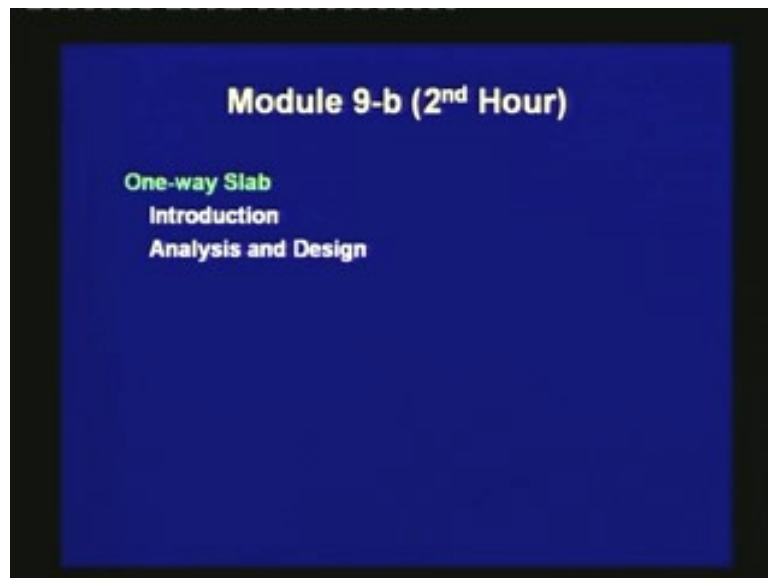 Module 9-b (2nd Hour)
One-way Slab
Introduction
Analysis and Design